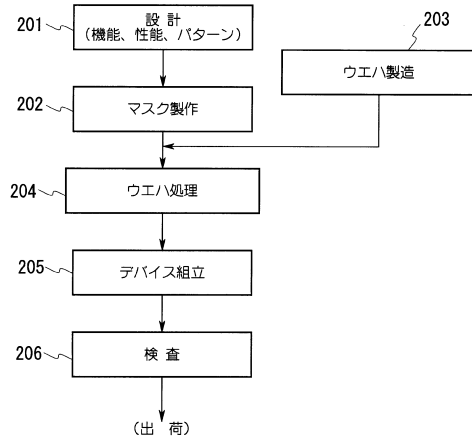 201
設 計
(機能、性能、パターン)
203
ウエハ製造
202
マスク製作
204
ウエハ処理
205
デバイス組立
206
検 査
(出 荷)